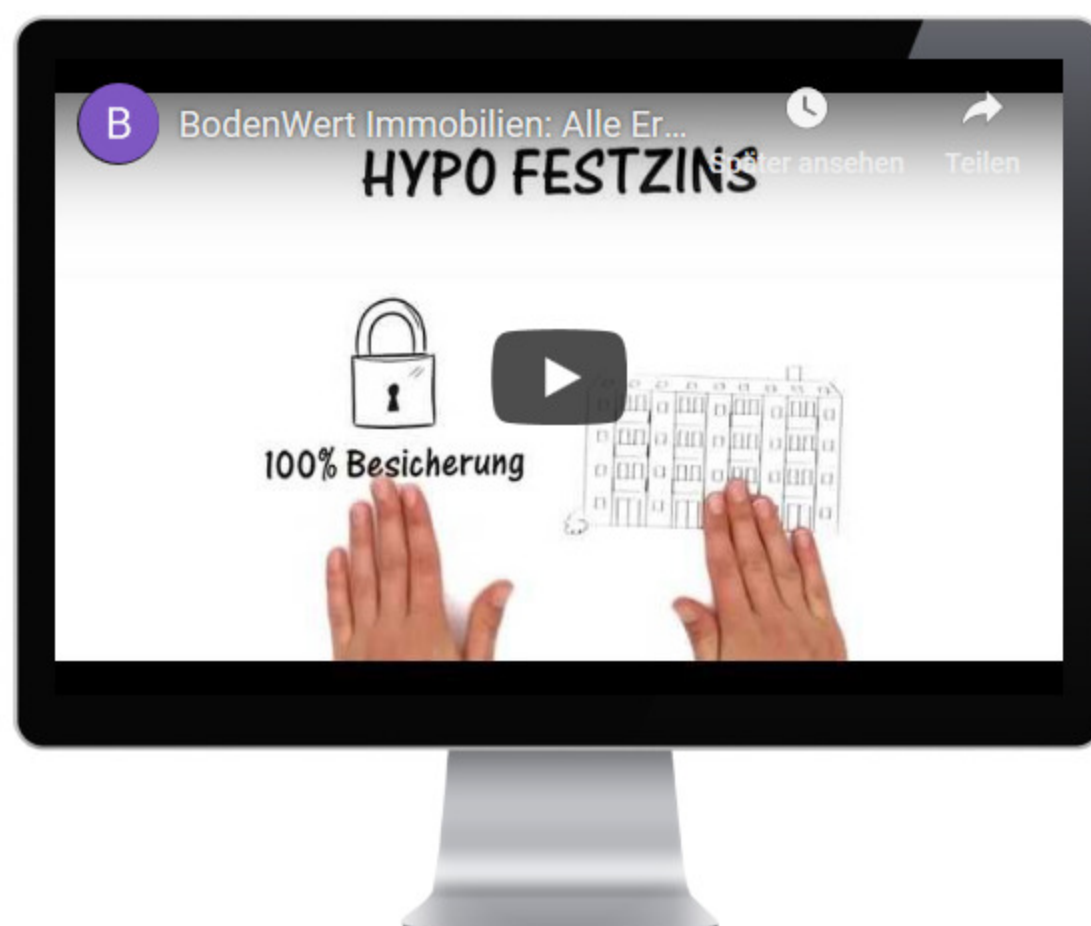 B
BodenWert Immobilien: Alle Er...
Später ansehen
Teilen
HYPO FESTZINS
100% Besicherung